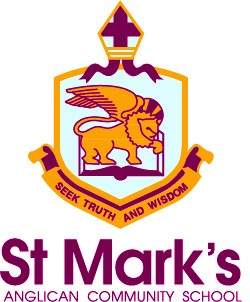 SEEK TRUTH AND WISDOM
St Mark's
ANGLICAN COMMUNITY SCHOOL